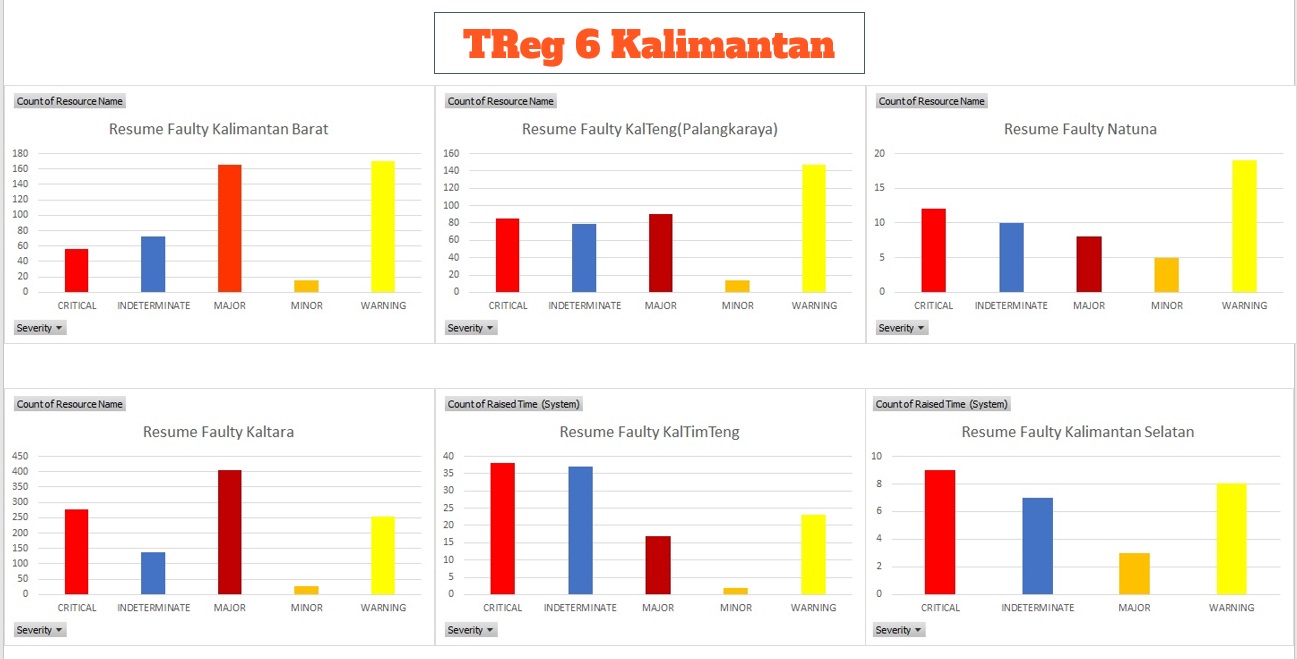 TReg 6 Kalimantan
Count of Resource Name
Resume Faulty Kalimantan Barat
180
160
140
120
100
80
60
40
20
0
CRITICAL INDETERMINATE MAJOR MINOR WARNING
Severity
Count of Resource Name
Resume Faulty KalTeng(Palangkaraya)
160
140
120
100
80
60
40
20
0
CRITICAL INDETERMINATE MAJOR MINOR WARNING
Severity
Count of Resource Name
Resume Faulty Natuna
20
15
10
5
0
CRITICAL INDETERMINATE MAJOR MINOR WARNING
Severity
Count of Resource Name
Resume Faulty Kaltara
450
400
350
300
250
200
150
100
50
0
CRITICAL INDETERMINATE MAJOR MINOR WARNING
Severity
Count of Raised Time (System)
Resume Faulty KalTimTeng
40
35
30
25
20
15
10
5
0
CRITICAL INDETERMINATE MAJOR MINOR WARNING
Severity
Count of Raised Time (System)
Resume Faulty Kalimantan Selatan
10
8
6
4
2
0
CRITICAL INDETERMINATE MAJOR WARNING
Severity